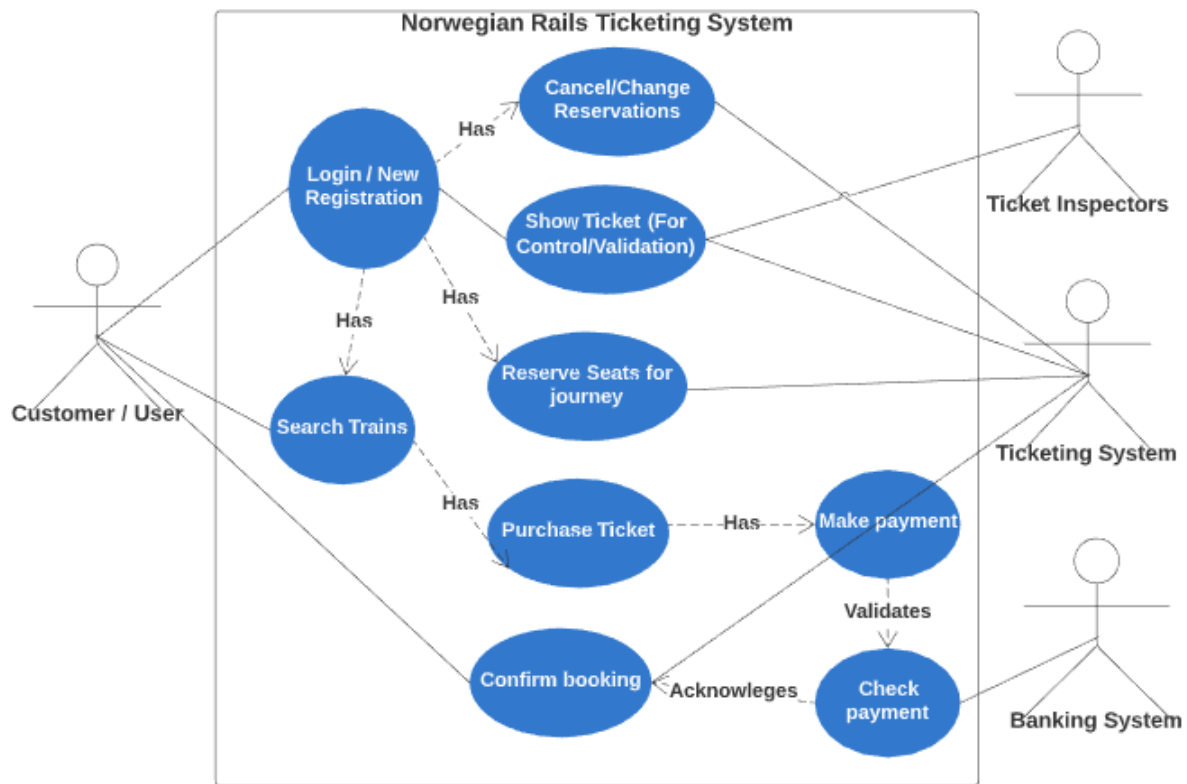 Norwegian Rails Ticketing System
Cancel/Change
Reservations
Has
Login / New
Registration
Ticket Inspectors
Show Ticket (For
Control/Validation)
Has
Has
Reserve Seats for
journey
Customer / User
Search Trains
Ticketing System
Has
Purchase Ticket
Has
Make payment
Validates
Confirm booking
Acknowleges
Check
payment
Banking System